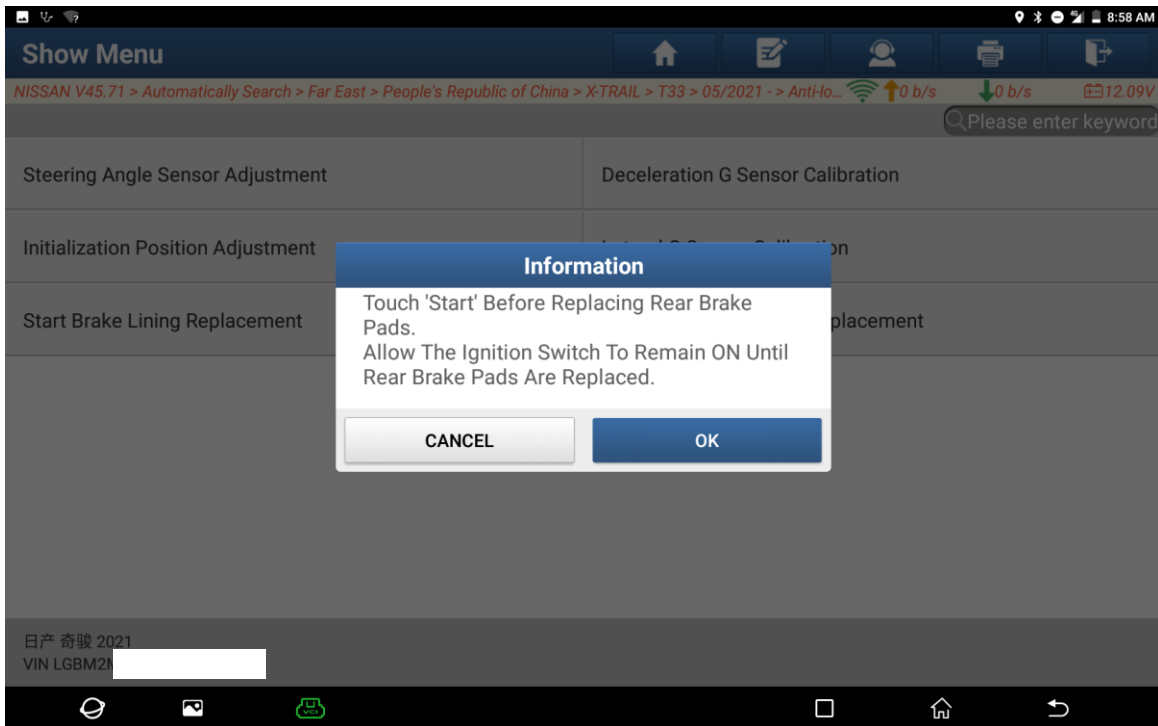 8:58 AM
Show Menu
NISSAN V45.71 > Automatically Search > Far East > People's Republic of China > X-TRAIL > T33 > 05/2021 - > Anti-lo... 0 b/s 0 b/s 12.09V
Please enter keyword
Steering Angle Sensor Adjustment Deceleration G Sensor Calibration
Initialization Position Adjustment
Information
Touch 'Start' Before Replacing Rear Brake
Pads.
Start Brake Lining Replacement
Allow The Ignition Switch To Remain ON Until
Rear Brake Pads Are Replaced.
CANCEL OK
日产 奇骏 2021
VIN LGBM2
VCI